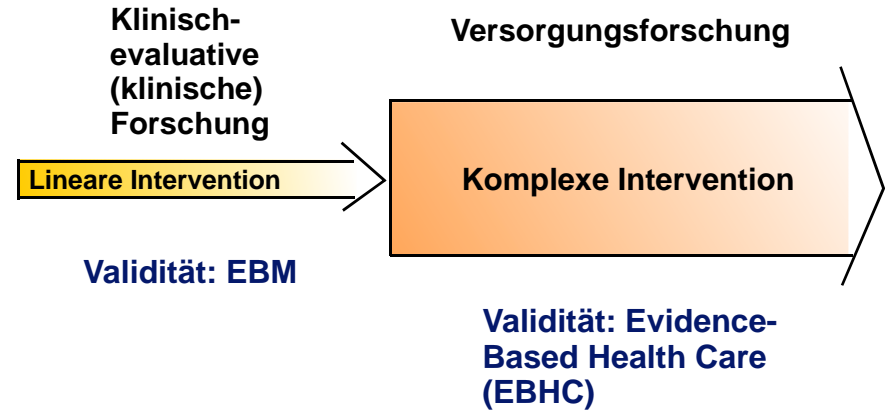 Klinisch-
evaluative
(klinische)
Forschung
Versorgungsforschung
Lineare Intervention
Komplexe Intervention
Validität: EBM
Validität: Evidence-
Based Health Care
(EBHC)